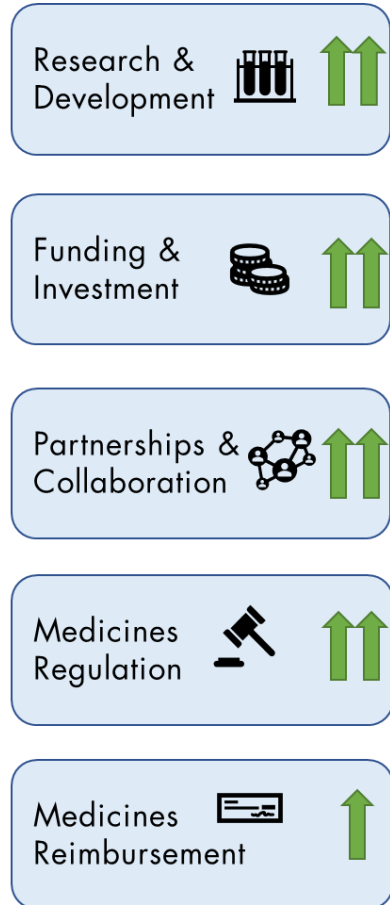 Research &
Development
Funding &
Investment
Partnerships &
Collaboration
Medicines
Regulation
Medicines
Reimbursement